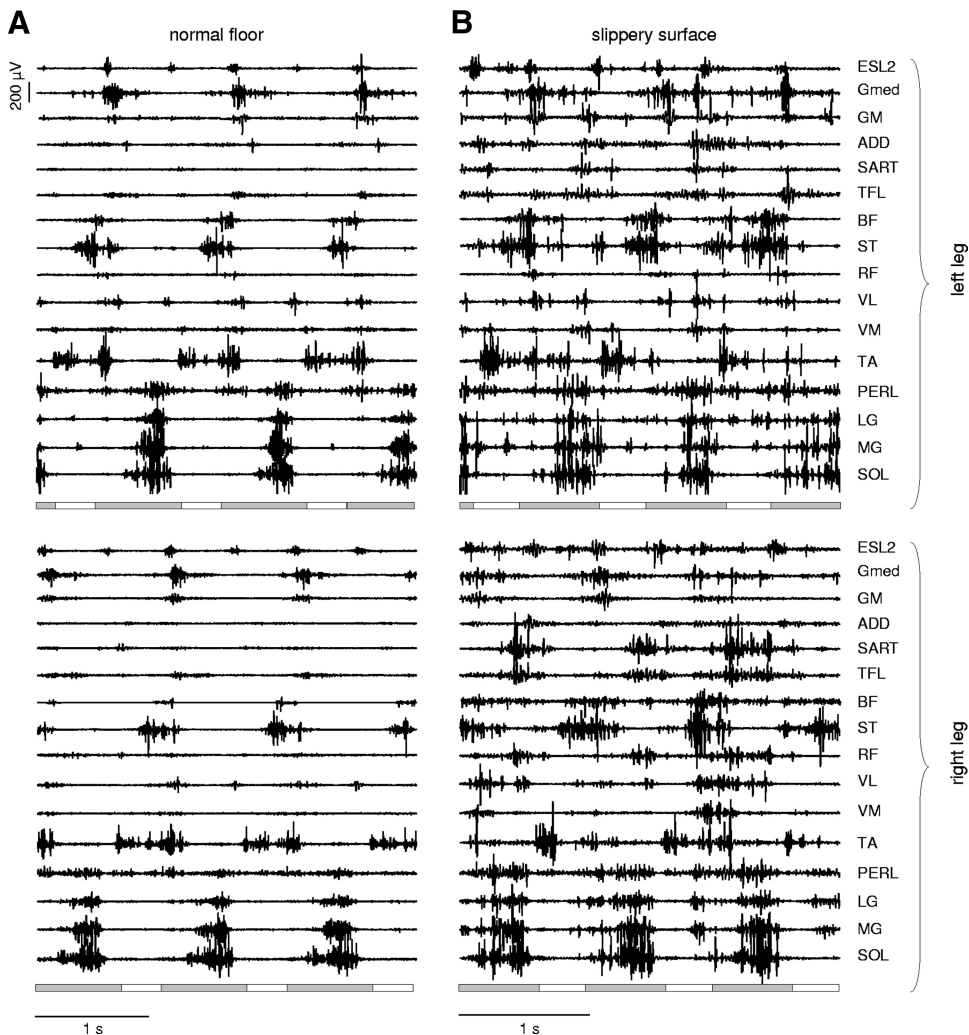 A
B
normal floor
slippery surface
200 µV
ESL2
Gmed
GM
ADD
SART
TFL
BF
ST
RF
VL
VM
TA
PERL
LG
MG
SOL
left leg
ESL2
Gmed
GM
ADD
SART
TFL
BF
ST
RF
VL
VM
TA
PERL
LG
MG
SOL
right leg
1 s
1 s